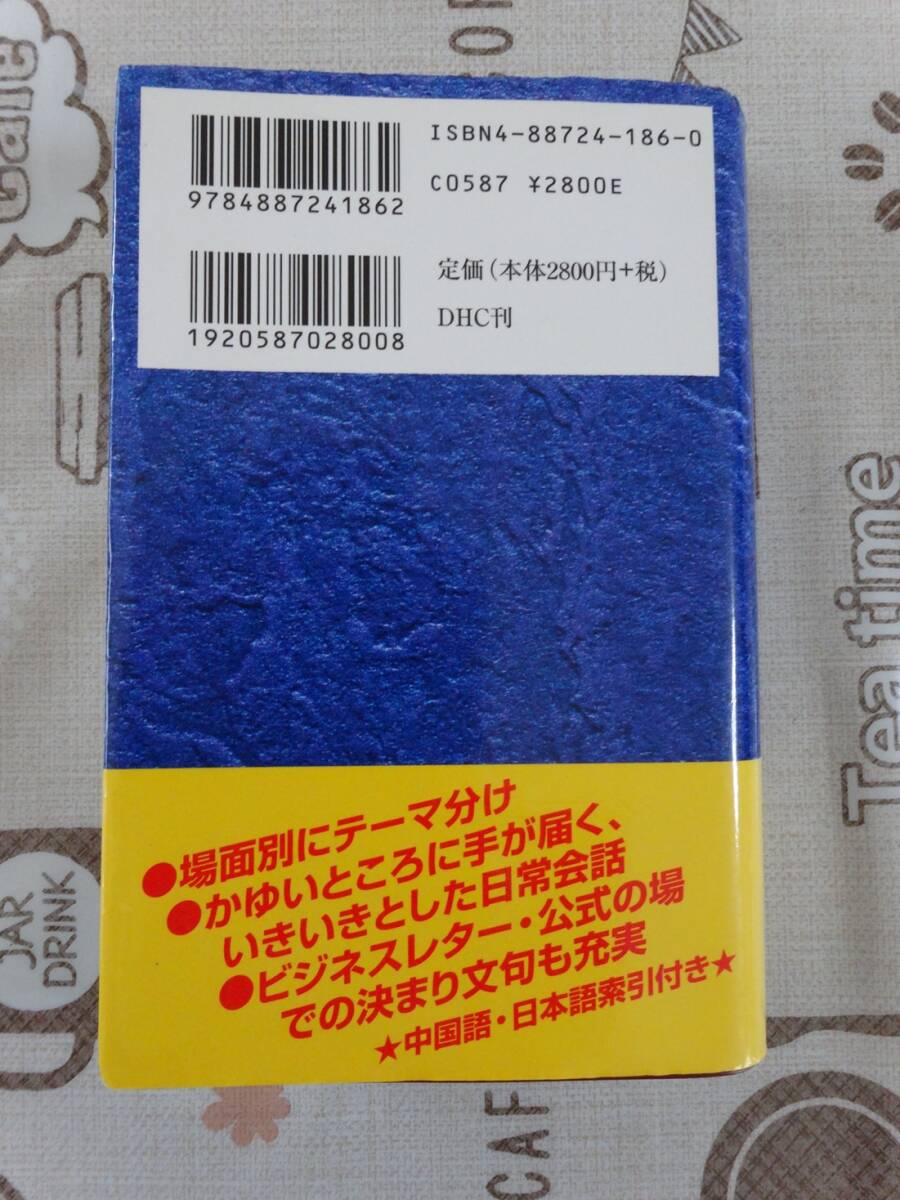 ISBN4-88724-186-0
C0587 ¥2800E
9784887241862
定価(本体2800円+税)
DHC刊
1920587028008
●場面別にテーマ分け
●かゆいところに手が届く、
いきいきとした日常会話
●ビジネスレター・公式の場
での決まり文句も充実
★中国語・日本語索引付き★
Tea time
JAR
DRINK
CAF